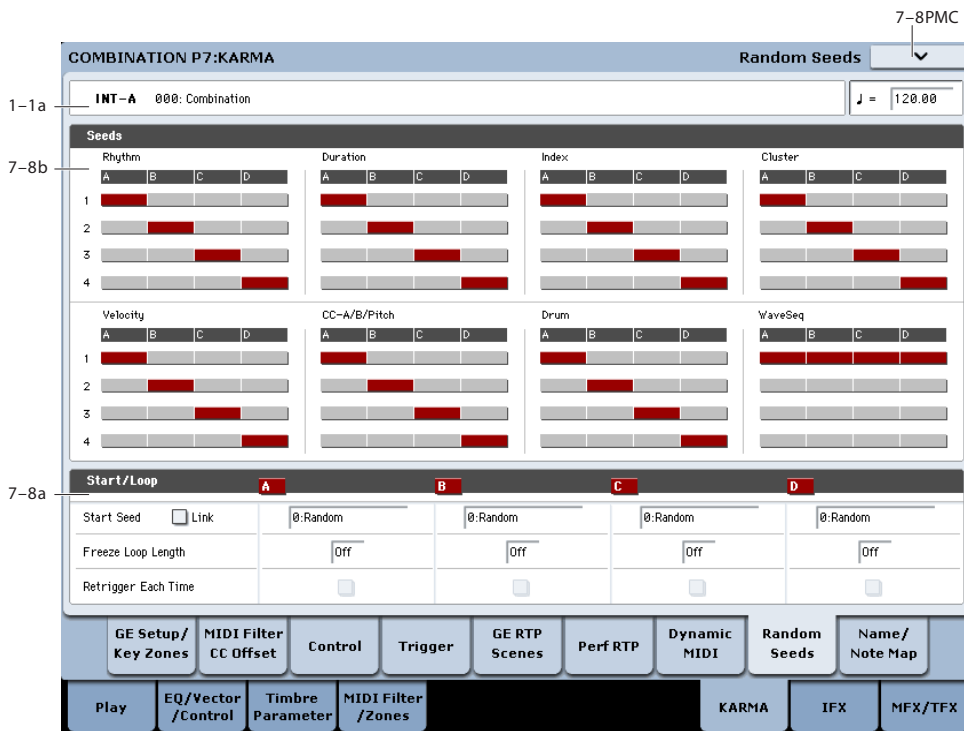 7–8PMC
COMBINATION P7:KARMA
Random Seeds
1–1a
INT–A 000: Combination
♩ = 120.00
Seeds
7–8b
Rhythm Duration Index Cluster
A B C D A B C D A B C D A B C D
1
2
3
4
Velocity CC-A/B/Pitch Drum WaveSeq
A B C D A B C D A B C D A B C D
1
2
3
4
7–8a
Start/Loop A B C D
Start Seed Link 0:Random 0:Random 0:Random 0:Random
Freeze Loop Length Off Off Off Off
Retrigger Each Time
GE Setup/
Key Zones
MIDI Filter
CC Offset
Control
Trigger
GE RTP
Scenes
Perf RTP
Dynamic
MIDI
Random
Seeds
Name/
Note Map
Play
EQ/Vector
/Control
Timbre
Parameter
MIDI Filter
/Zones
KARMA
IFX
MFX/TFX